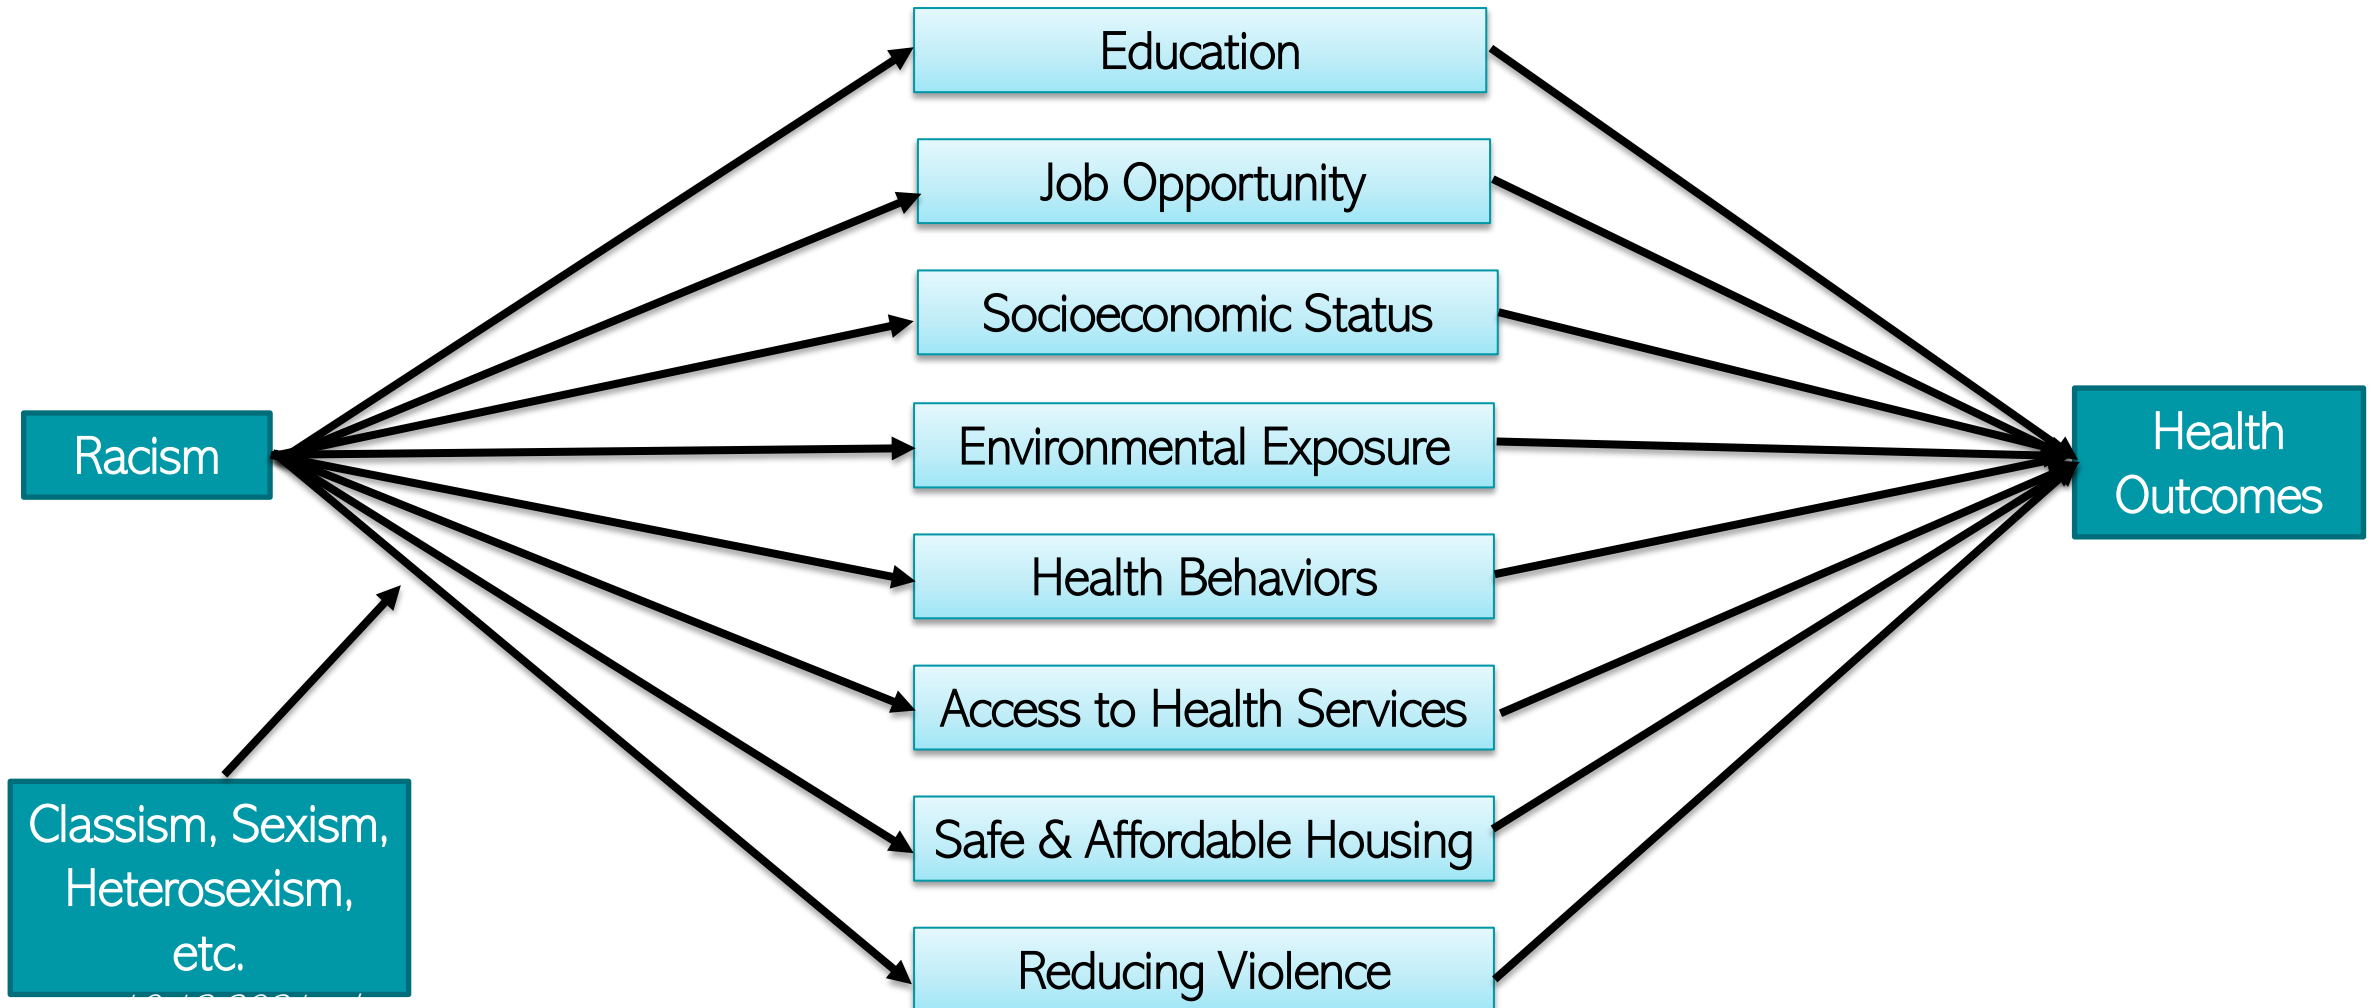 Education
Job Opportunity
Socioeconomic Status
Environmental Exposure
Racism
Health
Outcomes
Health Behaviors
Access to Health Services
Classism, Sexism,
Heterosexism,
etc.
Safe & Affordable Housing
Reducing Violence